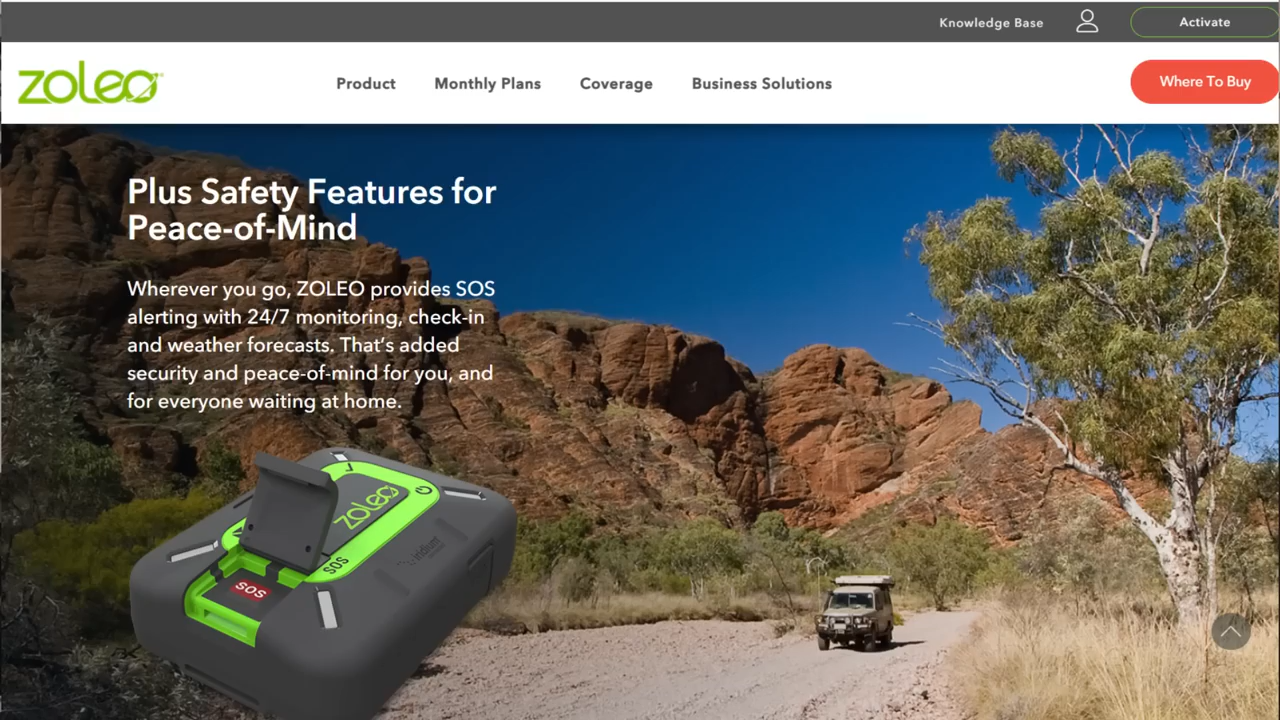 Knowledge Base
Activate
zoleo
Product
Monthly Plans
Coverage
Business Solutions
Where To Buy
Plus Safety Features for
Peace-of-Mind
Wherever you go, ZOLEO provides SOS
alerting with 24/7 monitoring, check-in
and weather forecasts. That's added
security and peace-of-mind for you, and
for everyone waiting at home.
zoleo
iridium
SOS
SOS